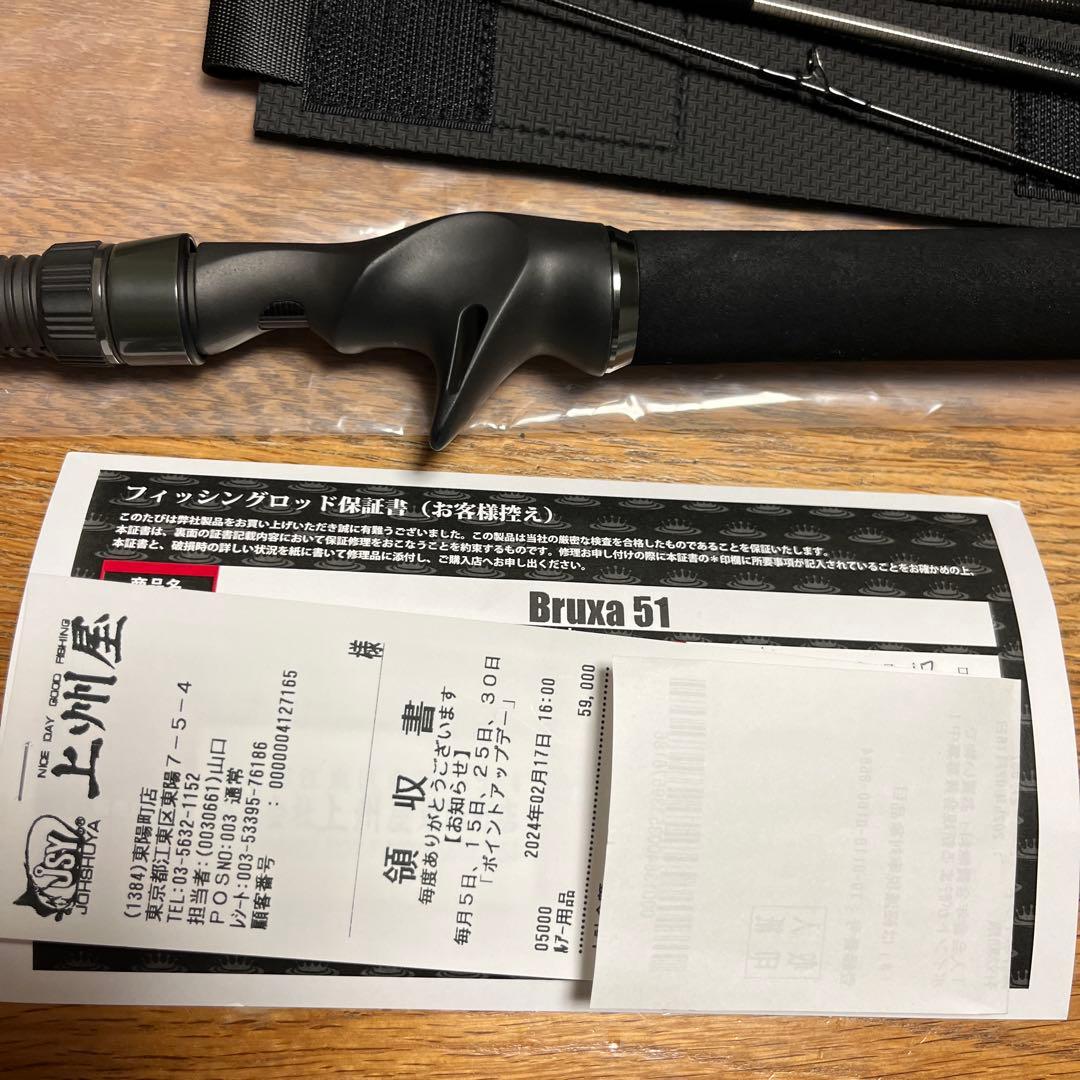 フィッシングロッド保証書（お客様控え）
このたびは弊社製品をお買い上げいただき誠に有難うございました。この製品は当社の厳密な検査を合格したものであることを保証いたします。
本証書は、裏面の証書記載内容において保証修理をおこなうことを約束するものです。修理お申し付けの際に本証書の＊印欄に所要事項が記入されていることをお確かめの上、
本証書と、破損時の詳しい状況を紙に書いて修理品に添付し、ご購入店へお申し出ください。
商品名
Bruxa 51
NICE DAY GOOD FISHING
JSY
JOHSHUYA®
上州屋
(1384)東陽町店
東京都江東区東陽７－５－４
TEL:03-5632-1152
担当者:(0030661)山口
ＰＯＳNO:003 通常
ﾚｼｰﾄ:003-53395-76186
顧客番号 : 0000004127165
様
領 収 書
毎度ありがとうございます
【お知らせ】
毎月５日、１５日、２５日、３０日
「ポイントアップデー」
2024年02月17日 16:00
05000
ﾙｱｰ用品 59,000